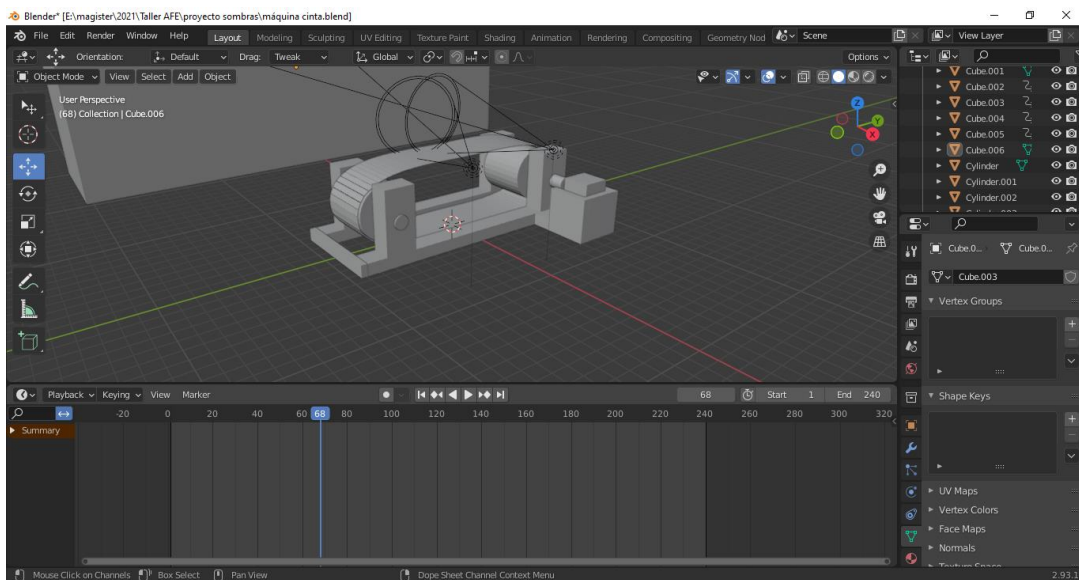 Blender* [E:\magister\2021\Taller AFE\proyecto sombras\máquina cinta.blend]
File Edit Render Window Help Layout Modeling Sculpting UV Editing Texture Paint Shading Animation Rendering Compositing Geometry Nod Scene View Layer
Orientation: Default Drag: Tweak Global Options
Object Mode View Select Add Object
User Perspective
(68) Collection | Cube.006
Z
Y
X
Cube.001
Cube.002
Cube.003
Cube.004
Cube.005
Cube.006
Cylinder
Cylinder.001
Cylinder.002
Cube.0... Cube.0...
Cube.003
Vertex Groups
Shape Keys
UV Maps
Vertex Colors
Face Maps
Normals
Texture Space
Playback Keying View Marker 68 Start 1 End 240
-20 0 20 40 60 68 80 100 120 140 160 180 200 220 240 260 280 300 320
Summary
Mouse Click on Channels Box Select Pan View Dope Sheet Channel Context Menu 2.93.1